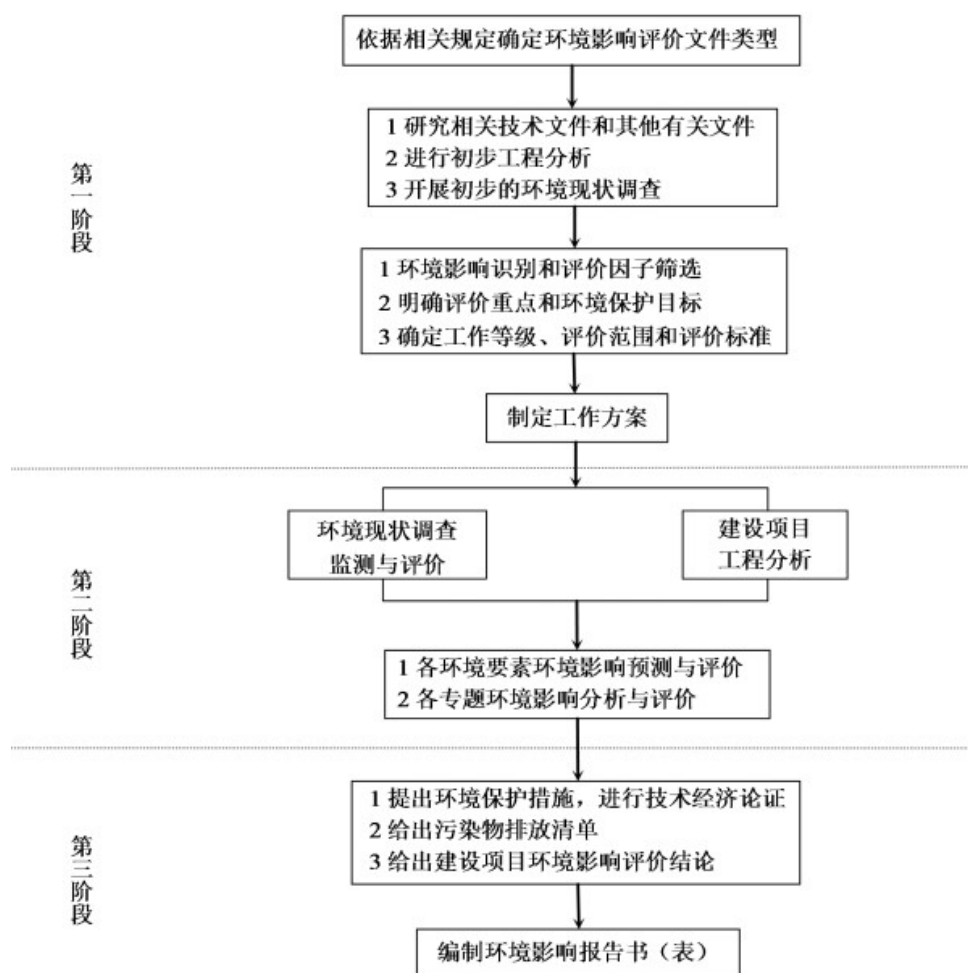 依据相关规定确定环境影响评价文件类型
1 研究相关技术文件和其他有关文件
2 进行初步工程分析
3 开展初步的环境现状调查
第一阶段
1 环境影响识别和评价因子筛选
2 明确评价重点和环境保护目标
3 确定工作等级、评价范围和评价标准
制定工作方案
环境现状调查
监测与评价
建设项目
工程分析
第二阶段
1 各环境要素环境影响预测与评价
2 各专题环境影响分析与评价
1 提出环境保护措施，进行技术经济论证
2 给出污染物排放清单
3 给出建设项目环境影响评价结论
第三阶段
编制环境影响报告书（表）